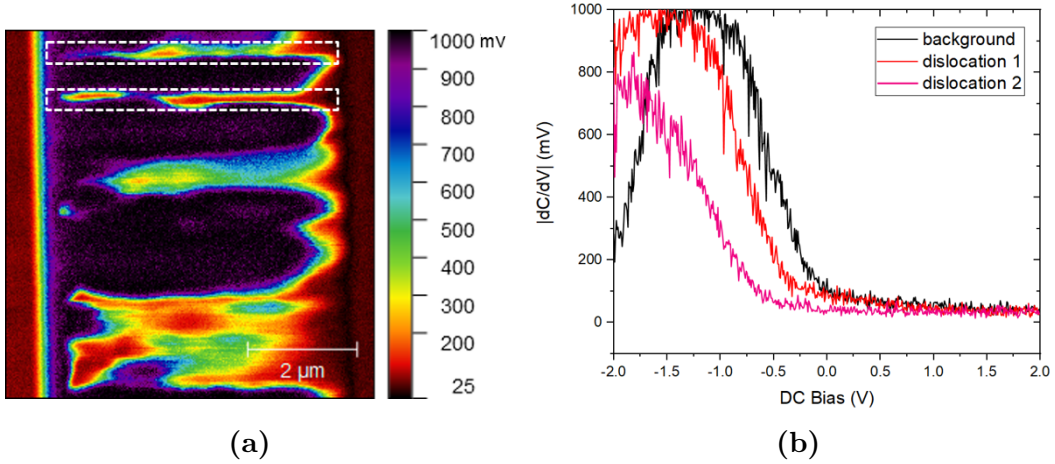 1000 mV
900
800
700
600
500
400
300
200
25
2 μm
(a)
1000
800
600
400
200
0
|dC/dV| (mV)
background
dislocation 1
dislocation 2
-2.0 -1.5 -1.0 -0.5 0.0 0.5 1.0 1.5 2.0
DC Bias (V)
(b)